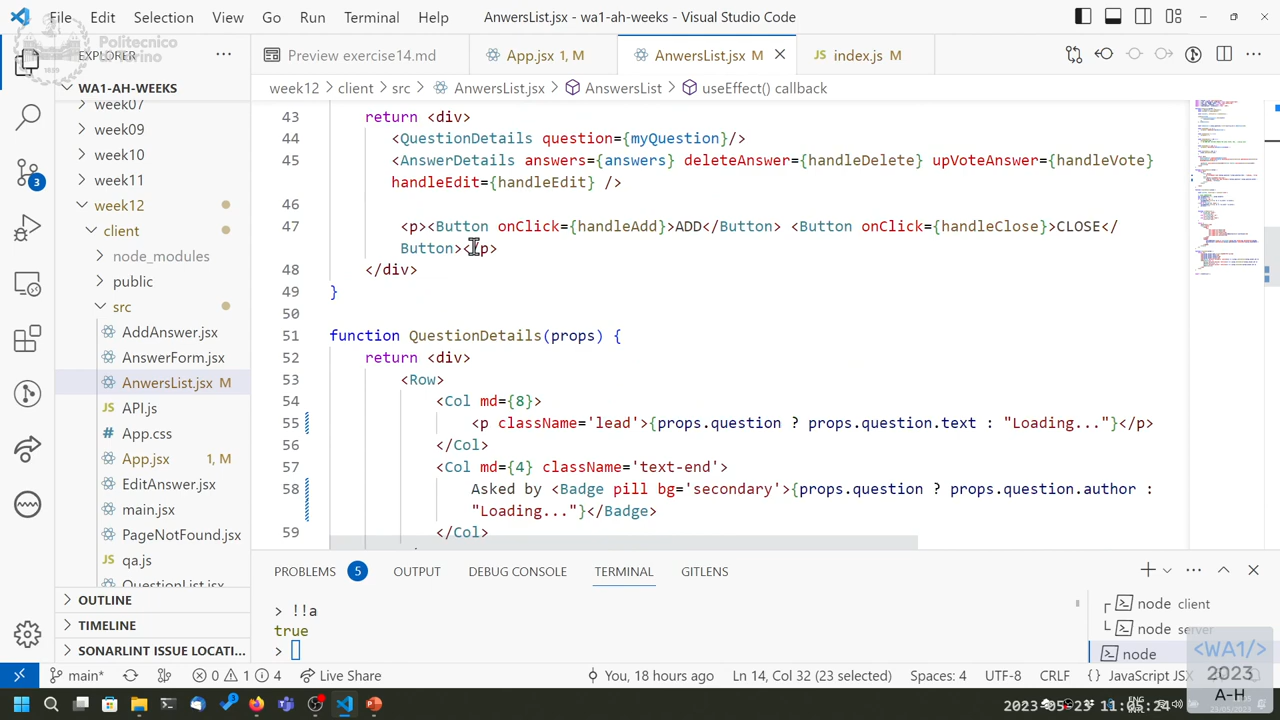 File Edit Selection View Go Run Terminal Help AnwersList.jsx - wa1-ah-weeks - Visual Studio Code
Politecnico
di Torino
EXPLORER
Preview exercise14.md App.jsx 1, M AnwersList.jsx M index.js M
WA1-AH-WEEKS
week12 > client > src > AnwersList.jsx > AnswersList > useEffect() callback
week07
week09
week10
week11
week12
client
node_modules
public
src
AddAnswer.jsx
AnswerForm.jsx
AnwersList.jsx M
API.js
App.css
App.jsx 1, M
EditAnswer.jsx
main.jsx
PageNotFound.jsx
qa.js
QuestionList.jsx
OUTLINE
TIMELINE
SONARLINT ISSUE LOCATI...
43 return <div>
44 <QuestionDetails question={myQuestion}/>
45 <AnswerDetails answers={answers} deleteAnswer={handleDelete} upvoteAnswer={handleVote}
handleEdit={handleEdit}/>
46
<p><Button onClick={handleAdd}>ADD</Button> <Button onClick={handleClose}>CLOSE</
Button></p>
48 </div>
49 }
50
51 function QuestionDetails(props) {
52 return <div>
53 <Row>
54 <Col md={8}>
55 <p className='lead'>{props.question ? props.question.text : "Loading..."}</p>
56 </Col>
57 <Col md={4} className='text-end'>
58 Asked by <Badge pill bg='secondary'>{props.question ? props.question.author :
"Loading..."}</Badge>
59 </Col>
PROBLEMS 5 OUTPUT DEBUG CONSOLE TERMINAL GITLENS
> !!a
true
>
node client
node server
node
3
main* 0 1 4 Live Share You, 18 hours ago Ln 14, Col 32 (23 selected) Spaces: 4 UTF-8 CRLF { } JavaScript JSX
<WA1/>
2023
A-H